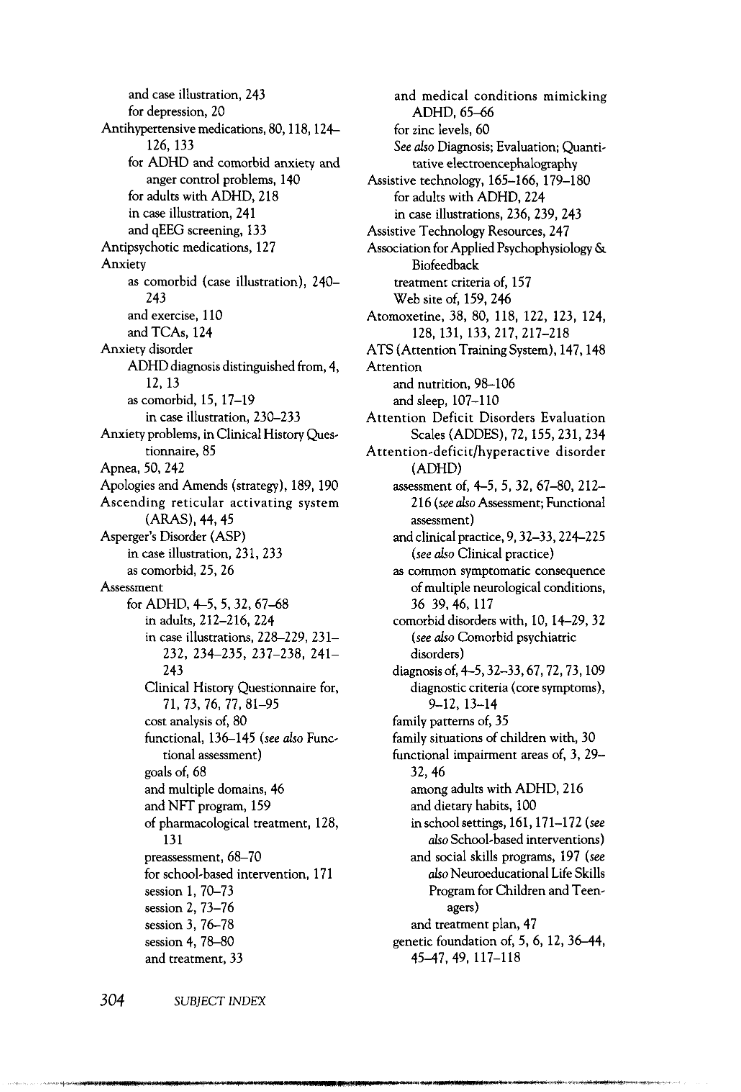 and case illustration, 243
for depression, 20
Antihypertensive medications, 80, 118, 124–
126, 133
for ADHD and comorbid anxiety and
anger control problems, 140
for adults with ADHD, 218
in case illustration, 241
and qEEG screening, 133
Antipsychotic medications, 127
Anxiety
as comorbid (case illustration), 240–
243
and exercise, 110
and TCAs, 124
Anxiety disorder
ADHD diagnosis distinguished from, 4,
12, 13
as comorbid, 15, 17–19
in case illustration, 230–233
Anxiety problems, in Clinical History Ques-
tionnaire, 85
Apnea, 50, 242
Apologies and Amends (strategy), 189, 190
Ascending reticular activating system
(ARAS), 44, 45
Asperger's Disorder (ASP)
in case illustration, 231, 233
as comorbid, 25, 26
Assessment
for ADHD, 4–5, 5, 32, 67–68
in adults, 212–216, 224
in case illustrations, 228–229, 231–
232, 234–235, 237–238, 241–
243
Clinical History Questionnaire for,
71, 73, 76, 77, 81–95
cost analysis of, 80
functional, 136–145 (see also Func-
tional assessment)
goals of, 68
and multiple domains, 46
and NFT program, 159
of pharmacological treatment, 128,
131
preassessment, 68–70
for school-based intervention, 171
session 1, 70–73
session 2, 73–76
session 3, 76–78
session 4, 78–80
and treatment, 33
and medical conditions mimicking
ADHD, 65–66
for zinc levels, 60
See also Diagnosis; Evaluation; Quanti-
tative electroencephalography
Assistive technology, 165–166, 179–180
for adults with ADHD, 224
in case illustrations, 236, 239, 243
Assistive Technology Resources, 247
Association for Applied Psychophysiology &
Biofeedback
treatment criteria of, 157
Web site of, 159, 246
Atomoxetine, 38, 80, 118, 122, 123, 124,
128, 131, 133, 217, 217–218
ATS (Attention Training System), 147, 148
Attention
and nutrition, 98–106
and sleep, 107–110
Attention Deficit Disorders Evaluation
Scales (ADDES), 72, 155, 231, 234
Attention-deficit/hyperactive disorder
(ADHD)
assessment of, 4–5, 5, 32, 67–80, 212–
216 (see also Assessment; Functional
assessment)
and clinical practice, 9, 32–33, 224–225
(see also Clinical practice)
as common symptomatic consequence
of multiple neurological conditions,
36 39, 46, 117
comorbid disorders with, 10, 14–29, 32
(see also Comorbid psychiatric
disorders)
diagnosis of, 4–5, 32–33, 67, 72, 73, 109
diagnostic criteria (core symptoms),
9–12, 13–14
family patterns of, 35
family situations of children with, 30
functional impairment areas of, 3, 29–
32, 46
among adults with ADHD, 216
and dietary habits, 100
in school settings, 161, 171–172 (see
also School-based interventions)
and social skills programs, 197 (see
also Neuroeducational Life Skills
Program for Children and Teen-
agers)
and treatment plan, 47
genetic foundation of, 5, 6, 12, 36–44,
45–47, 49, 117–118
304 SUBJECT INDEX